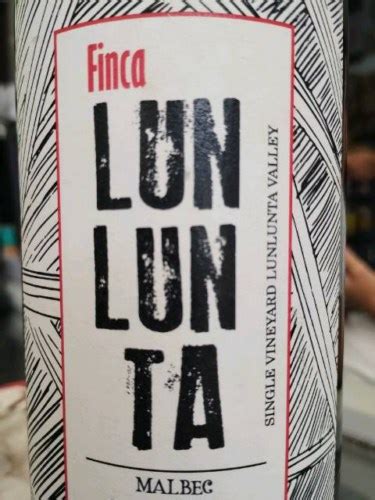 Finca
LUN
LUN
TA
SINGLE VINEYARD LUNLUNTA VALLEY
MALBEC